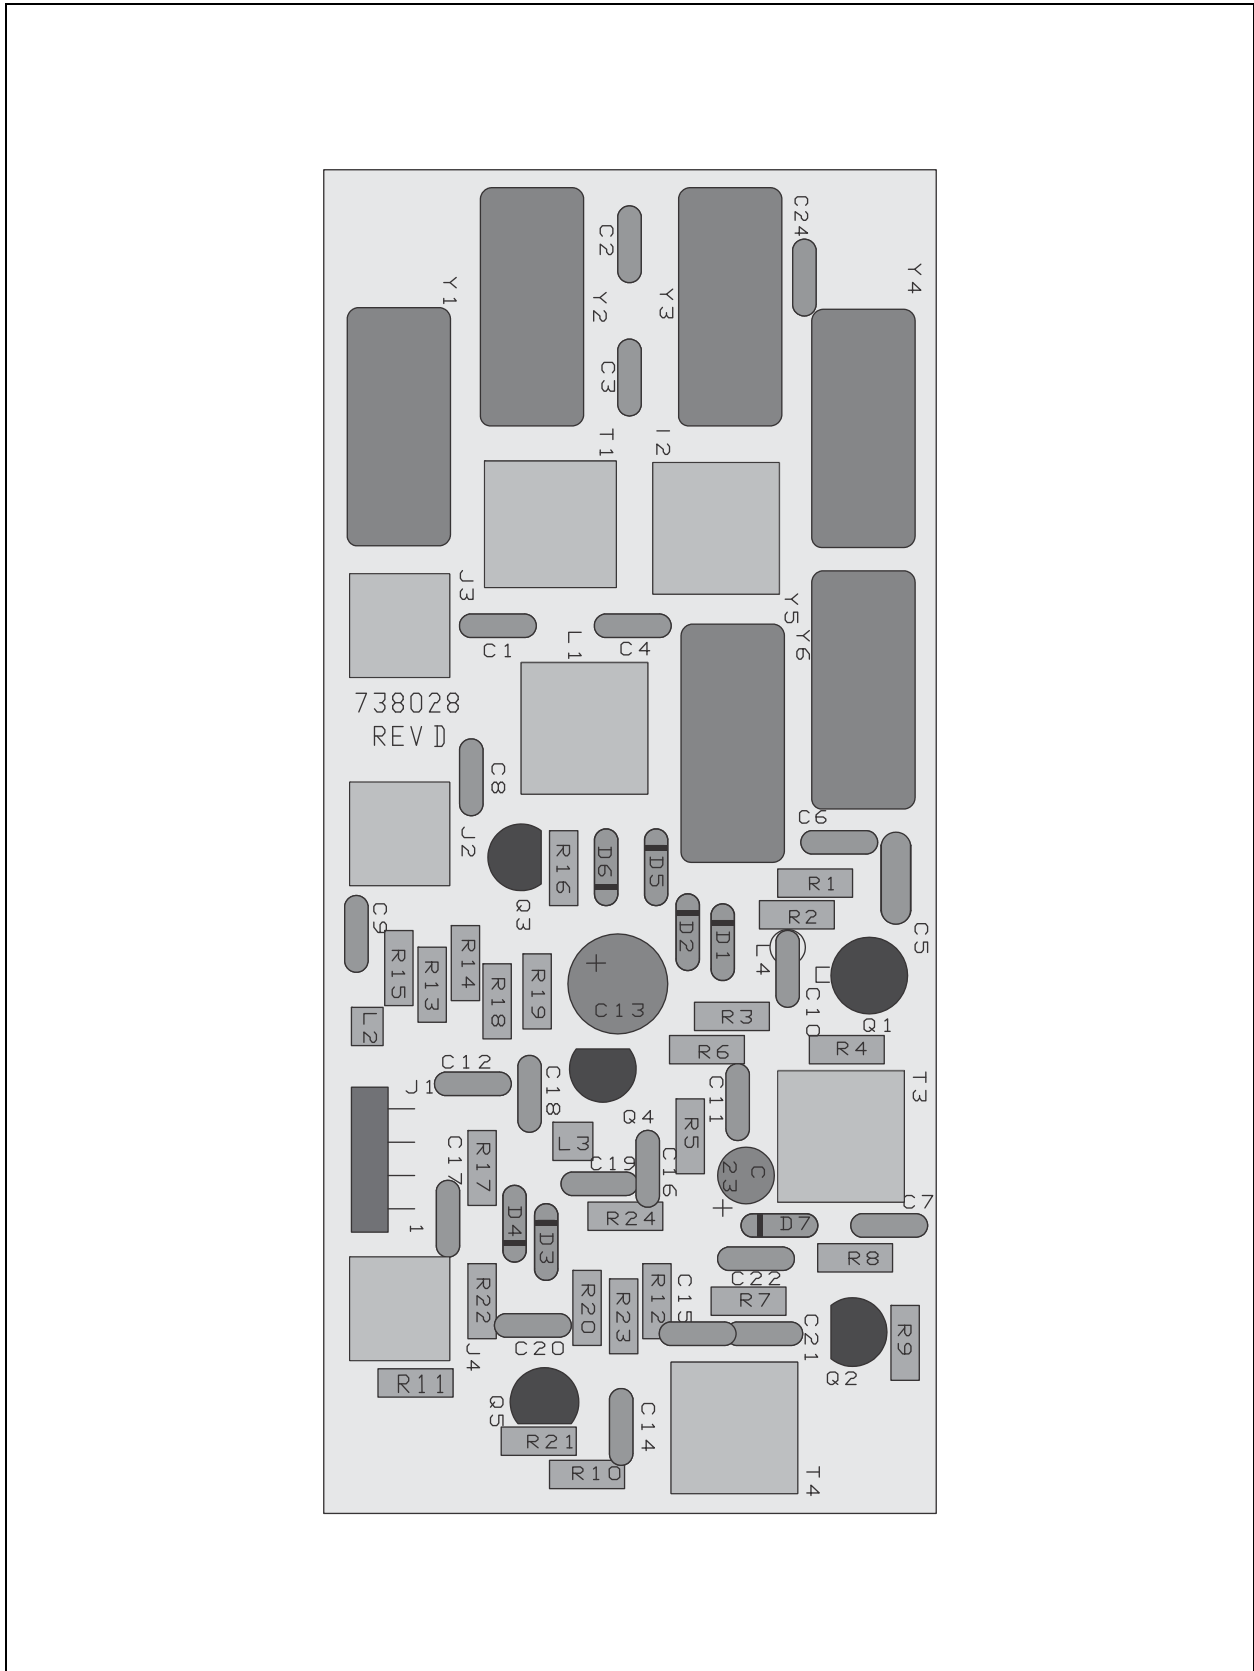 C24
C2
Y4
Y1
Y2
Y3
C3
T1
T2
J3
Y5
C1
L1
C4
Y6
738028
REV D
C8
C6
J2
R16
D6
D5
R1
Q3
C9
R2
D2
D1
C5
R15
R13
R14
L4
R18
R19
+
C13
C10
L2
R3
Q1
R6
R4
C12
J1
C18
C11
T3
Q4
R5
L3
C17
R17
C19
C16
C
23
+
C7
1
D4
D3
R24
D7
R8
C22
R22
R20
R23
R12
C15
R7
C21
R9
C20
J4
Q2
R11
Q5
C14
R21
R10
T4